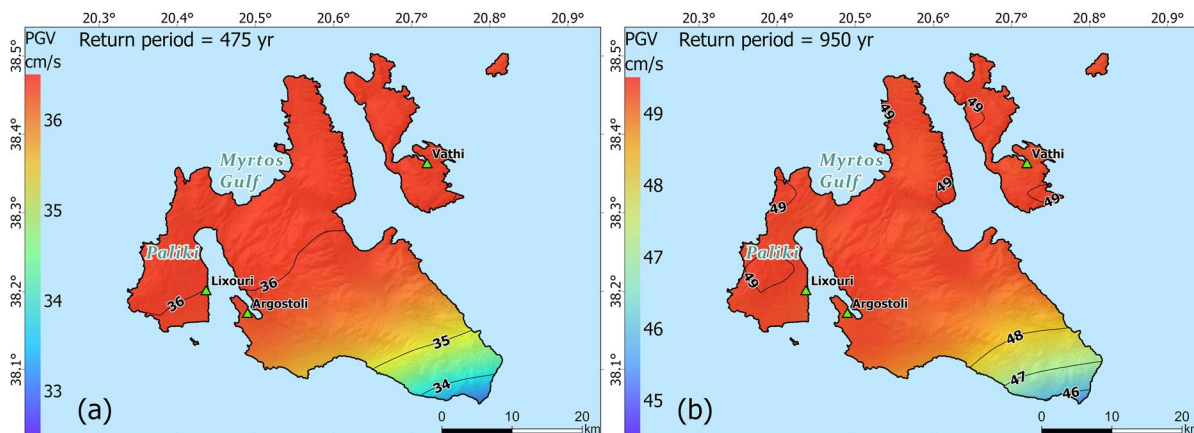 20.3° 20.4° 20.5° 20.6° 20.7° 20.8° 20.9°
PGV
cm/s
Return period = 475 yr
38.5°
38.4°
38.3°
38.2°
38.1°
36
35
34
33
Myrtos
Gulf
Vathi
Paliki
Lixouri
Argostoli
36
36
35
34
(a)
0 10 20
km
20.3° 20.4° 20.5° 20.6° 20.7° 20.8° 20.9°
PGV
cm/s
Return period = 950 yr
38.5°
38.4°
38.3°
38.2°
38.1°
49
48
47
46
45
49
49
Myrtos
Gulf
Vathi
49
49
49
Paliki
49
Lixouri
Argostoli
48
47
46
(b)
0 10 20
km